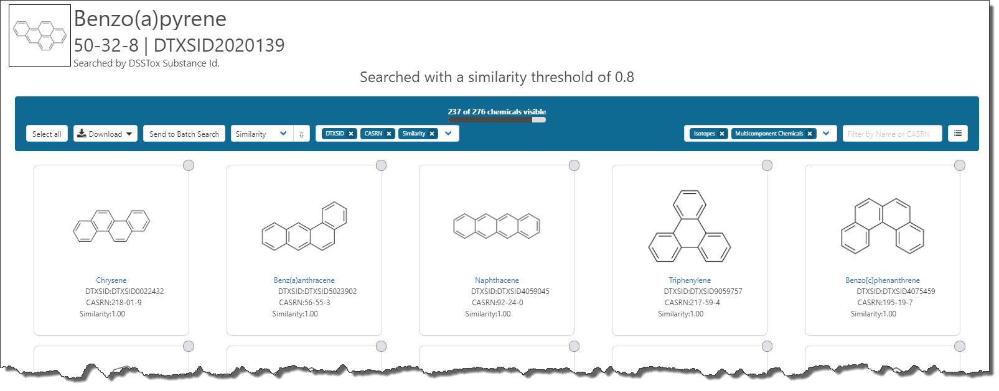 Benzo(a)pyrene
50-32-8 | DTXSID2020139
Searched by DSSTox Substance Id.
Searched with a similarity threshold of 0.8
237 of 276 chemicals visible
Select all Download Send to Batch Search Similarity DTXSID CASRN Similarity Isotopes Multicomponent Chemicals Filter by Name or CASRN
Chrysene
DTXSID:DTXSID0022432
CASRN:218-01-9
Similarity:1.00
Benz(a)anthracene
DTXSID:DTXSID5023902
CASRN:56-55-3
Similarity:1.00
Naphthacene
DTXSID:DTXSID4059045
CASRN:92-24-0
Similarity:1.00
Triphenylene
DTXSID:DTXSID9059757
CASRN:217-59-4
Similarity:1.00
Benzo[c]phenanthrene
DTXSID:DTXSID4075459
CASRN:195-19-7
Similarity:1.00